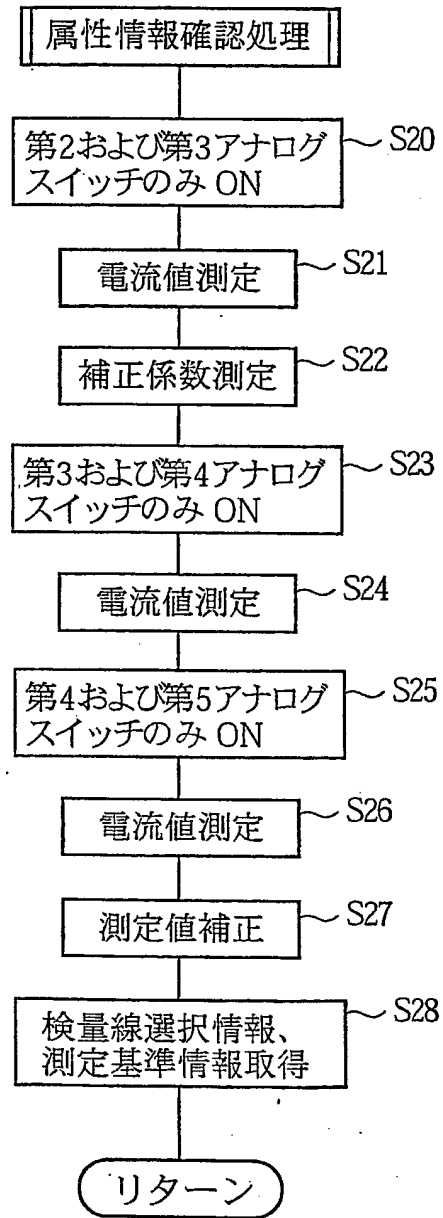 属性情報確認処理
第2および第3アナログ
スイッチのみ ON
S20
電流値測定
S21
補正係数測定
S22
第3および第4アナログ
スイッチのみ ON
S23
電流値測定
S24
第4および第5アナログ
スイッチのみ ON
S25
電流値測定
S26
測定値補正
S27
検量線選択情報、
測定基準情報取得
S28
リターン